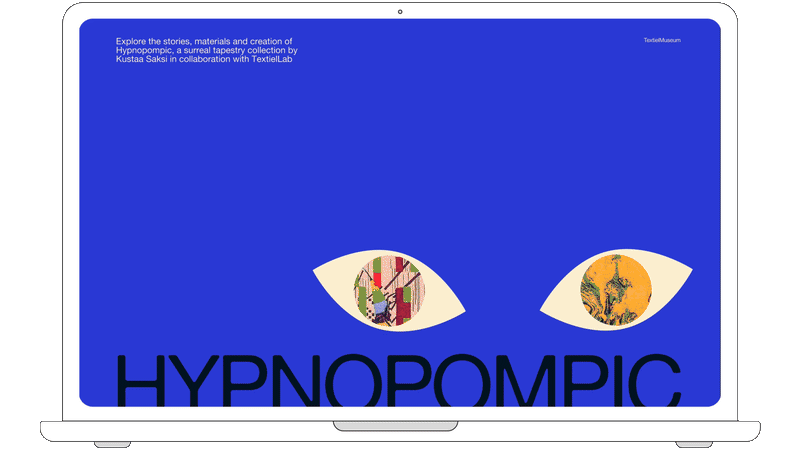 Explore the stories, materials and creation of
Hypnopompic, a surreal tapestry collection by
Kustaa Saksi in collaboration with TextielLab
TextielMuseum
HYPNOPOMPIC